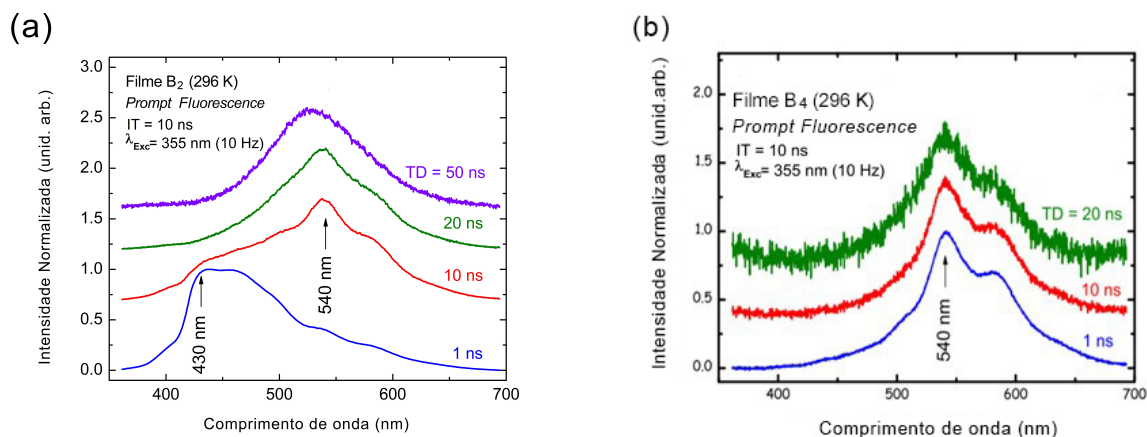 (a)
3.0
2.5
2.0
1.5
1.0
0.5
0.0
Intensidade Normalizada (unid. arb.)
Filme B₂ (296 K)
Prompt Fluorescence
IT = 10 ns
λExc= 355 nm (10 Hz)
TD = 50 ns
20 ns
10 ns
1 ns
430 nm
540 nm
400 500 600 700
Comprimento de onda (nm)
(b)
2.0
1.5
1.0
0.5
0.0
Intensidade Normalizada (unid.arb.)
Filme B₄ (296 K)
Prompt Fluorescence
IT = 10 ns
λExc= 355 nm (10 Hz)
TD = 20 ns
10 ns
1 ns
540 nm
400 500 600 700
Comprimento de onda (nm)